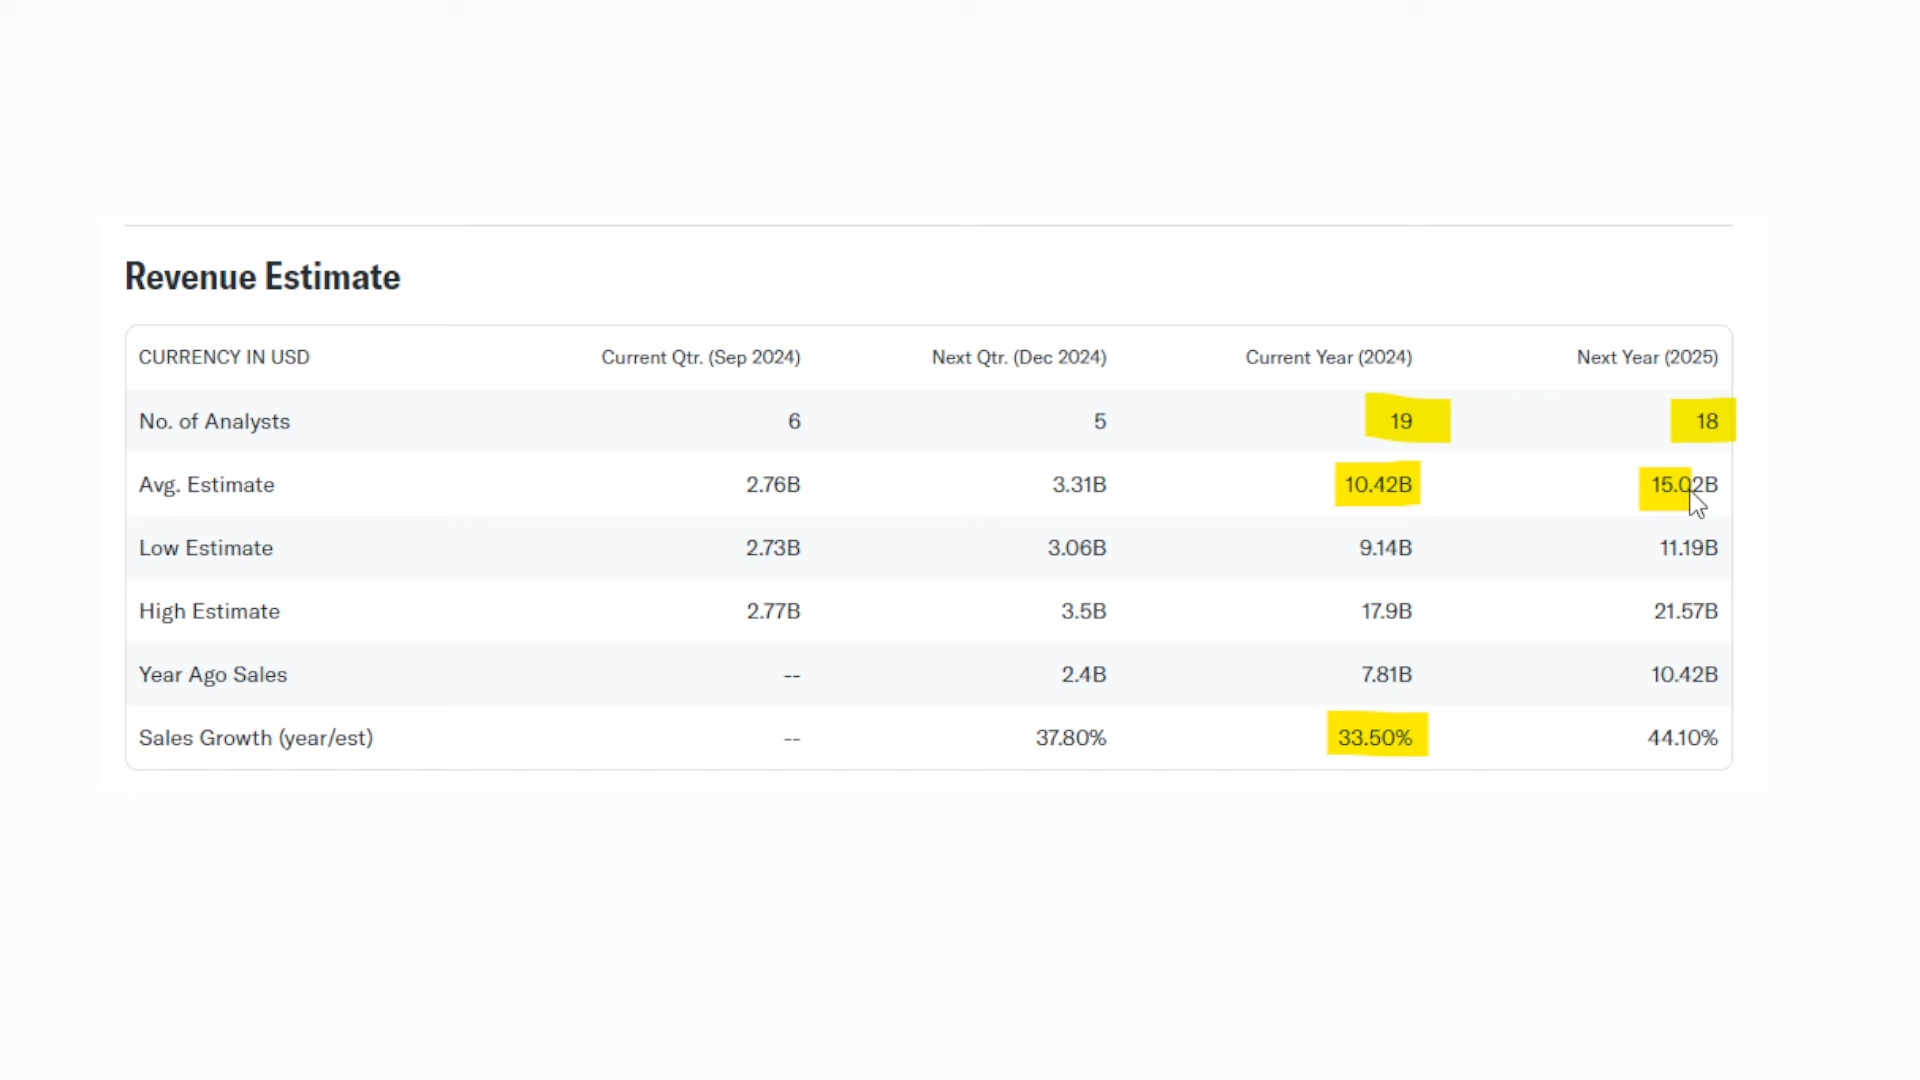 Revenue Estimate
CURRENCY IN USD Current Qtr. (Sep 2024) Next Qtr. (Dec 2024) Current Year (2024) Next Year (2025)
No. of Analysts 6 5 19 18
Avg. Estimate 2.76B 3.31B 10.42B 15.02B
Low Estimate 2.73B 3.06B 9.14B 11.19B
High Estimate 2.77B 3.5B 17.9B 21.57B
Year Ago Sales -- 2.4B 7.81B 10.42B
Sales Growth (year/est) -- 37.80% 33.50% 44.10%